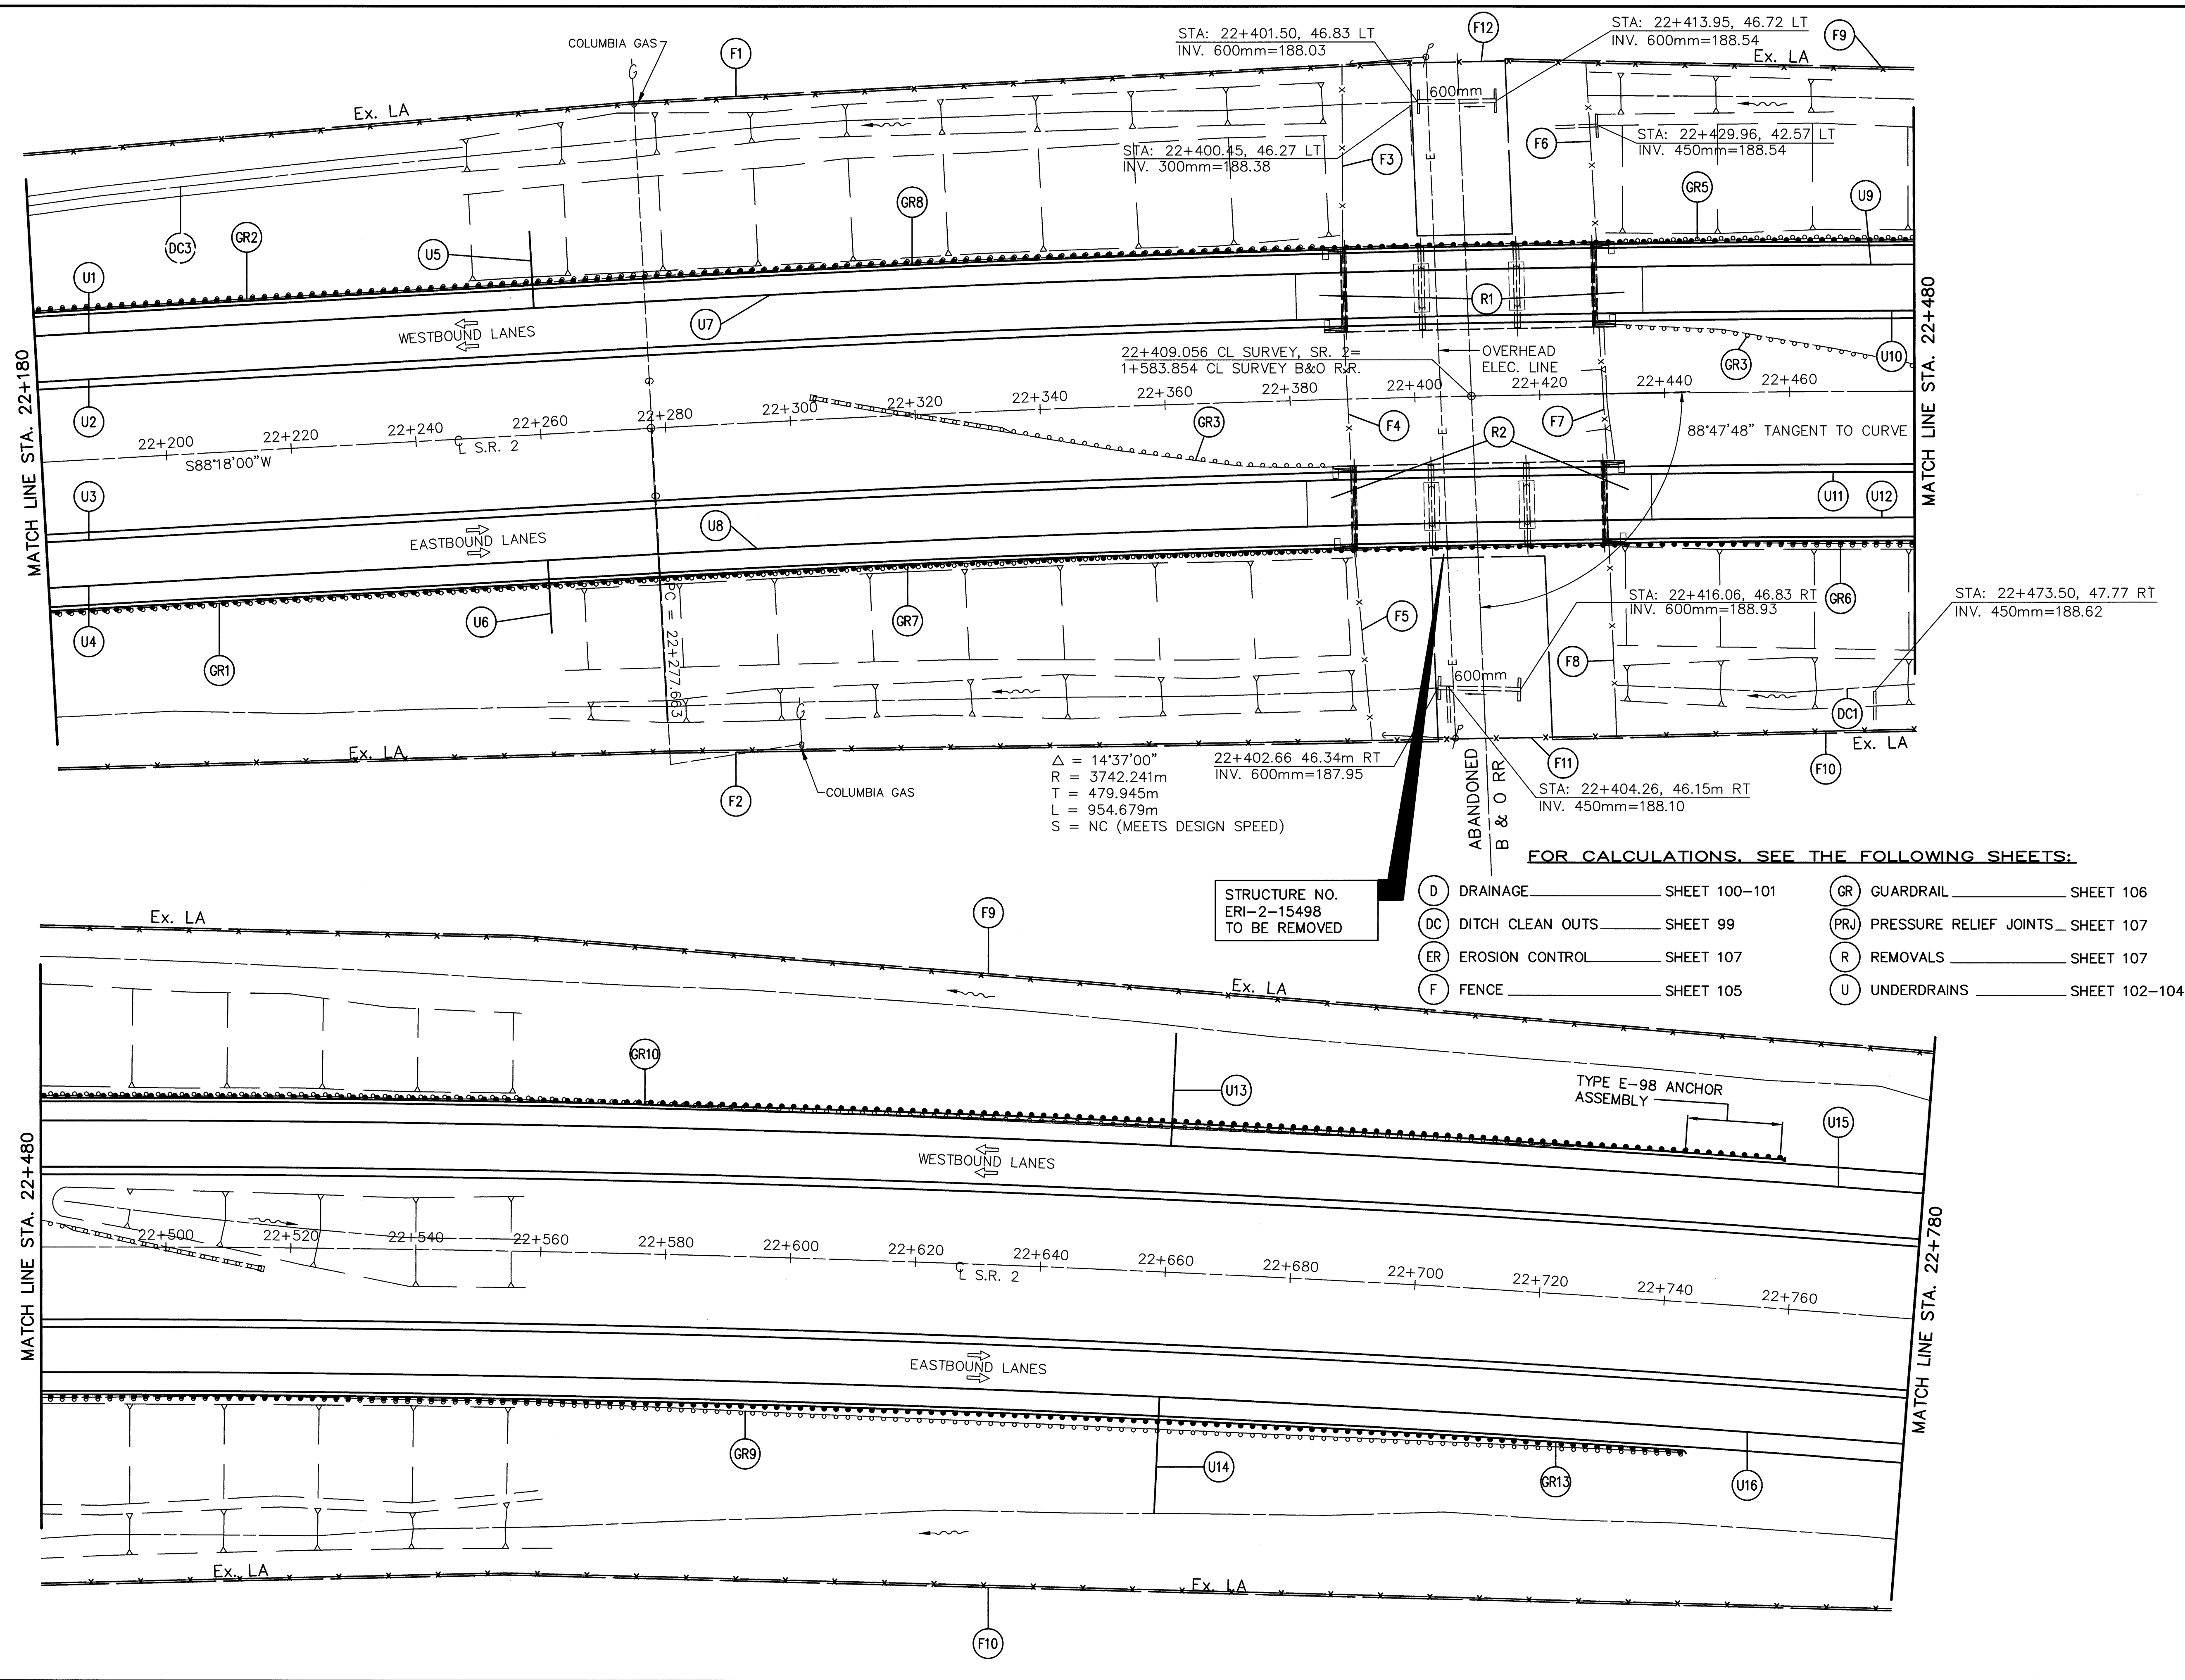 STA: 22+401.50, 46.83 LT
INV. 600mm=188.03
F12
STA: 22+413.95, 46.72 LT
INV. 600mm=188.54
F9
COLUMBIA GAS
F1
G
Ex. LA
Ex. LA
600mm
STA: 22+400.45, 46.27 LT
INV. 300mm=188.38
F3
E
F6
STA: 22+429.96, 42.57 LT
INV. 450mm=188.54
DC3
GR2
U5
GR8
GR5
U9
U1
U7
R1
WESTBOUND LANES
MATCH LINE STA. 22+180
MATCH LINE STA. 22+480
22+409.056 CL SURVEY, SR. 2=
1+583.854 CL SURVEY B&O R.R.
OVERHEAD
ELEC. LINE
GR3
U10
U2
22+200
22+220
22+240
22+260
22+280
22+300
22+320
22+340
22+360
22+380
22+400
22+420
22+440
22+460
S88°18'00"W
℄ S.R. 2
GR3
F4
E
R2
F7
88°47'48" TANGENT TO CURVE
U3
U8
U11
U12
EASTBOUND LANES
U4
GR1
U6
PC = 22+277.663
GR7
F5
STA: 22+416.06, 46.83 RT
INV. 600mm=188.93
GR6
STA: 22+473.50, 47.77 RT
INV. 450mm=188.62
E
600mm
F8
G
DC1
Ex. LA
Ex. LA
F2
COLUMBIA GAS
Δ = 14°37'00"
R = 3742.241m
T = 479.945m
L = 954.679m
S = NC (MEETS DESIGN SPEED)
22+402.66 46.34m RT
INV. 600mm=187.95
ABANDONED
B & O RR
F11
F10
STA: 22+404.26, 46.15m RT
INV. 450mm=188.10
FOR CALCULATIONS, SEE THE FOLLOWING SHEETS:
STRUCTURE NO.
ERI-2-15498
TO BE REMOVED
D DRAINAGE SHEET 100-101
DC DITCH CLEAN OUTS SHEET 99
ER EROSION CONTROL SHEET 107
F FENCE SHEET 105
GR GUARDRAIL SHEET 106
PRJ PRESSURE RELIEF JOINTS SHEET 107
R REMOVALS SHEET 107
U UNDERDRAINS SHEET 102-104
Ex. LA
F9
Ex. LA
GR10
U13
TYPE E-98 ANCHOR
ASSEMBLY
U15
WESTBOUND LANES
MATCH LINE STA. 22+480
MATCH LINE STA. 22+780
22+500
22+520
22+540
22+560
22+580
22+600
22+620
22+640
22+660
22+680
22+700
22+720
22+740
22+760
℄ S.R. 2
EASTBOUND LANES
GR9
U14
GR13
U16
Ex. LA
Ex. LA
F10